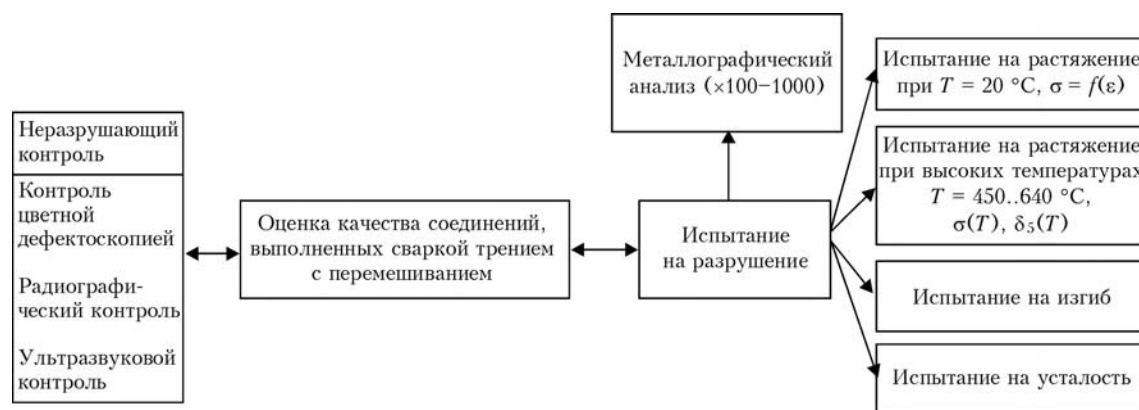 Неразрушающий
контроль
Контроль
цветной
дефектоскопией
Радиографи-
ческий контроль
Ультразвуковой
контроль
Оценка качества соединений,
выполненных сваркой трением
с перемешиванием
Металлографический
анализ (×100–1000)
Испытание
на разрушение
Испытание на растяжение
при T = 20 °C, σ = f(ε)
Испытание на растяжение
при высоких температурах
T = 450..640 °C,
σ(T), δ₅(T)
Испытание на изгиб
Испытание на усталость